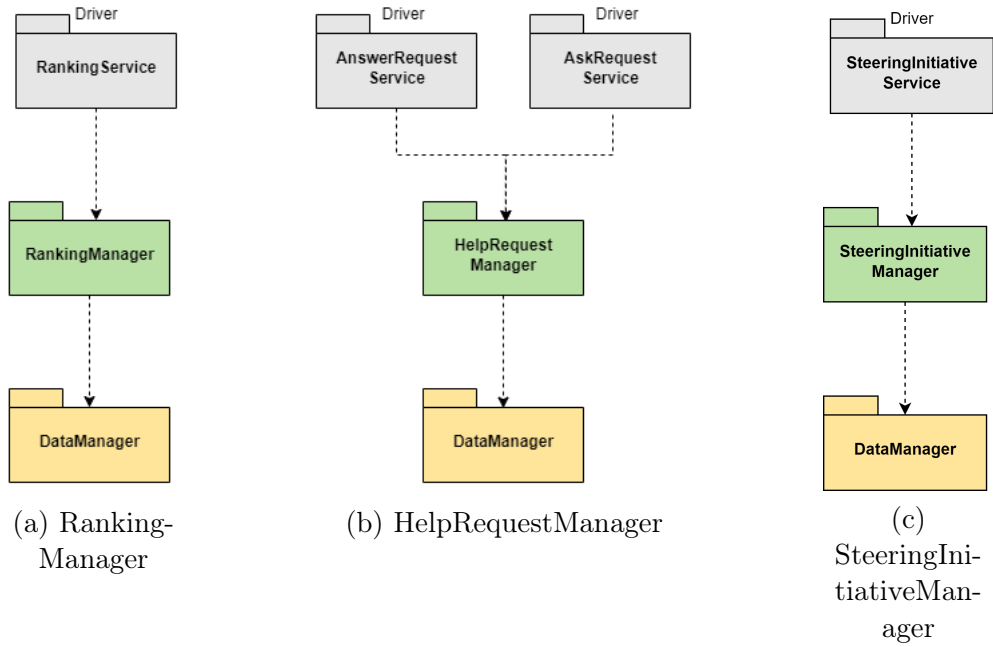 Driver
RankingService
RankingManager
DataManager
(a) Ranking-
Manager
Driver
Driver
AnswerRequest
Service
AskRequest
Service
HelpRequest
Manager
DataManager
(b) HelpRequestManager
Driver
SteeringInitiative
Service
SteeringInitiative
Manager
DataManager
(c)
SteeringIni-
tiativeMan-
ager